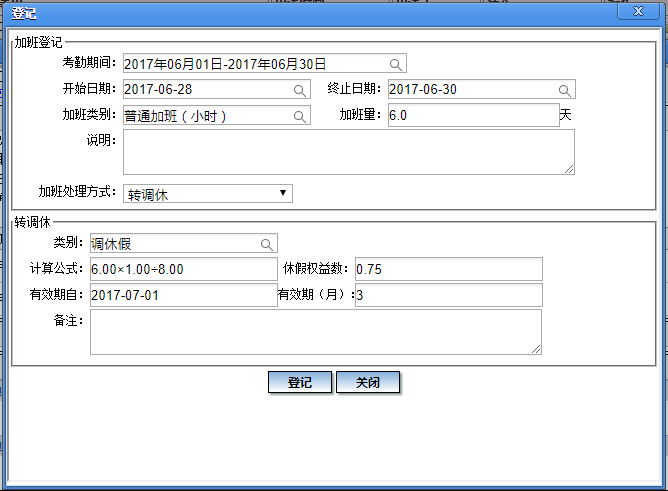 登记
加班登记
考勤期间: 2017年06月01日-2017年06月30日
开始日期: 2017-06-28 终止日期: 2017-06-30
加班类别: 普通加班（小时） 加班量: 6.0 天
说明:
加班处理方式: 转调休
转调休
类别: 调休假
计算公式: 6.00×1.00÷8.00 休假权益数: 0.75
有效期自: 2017-07-01 有效期（月）: 3
备注:
登记 关闭